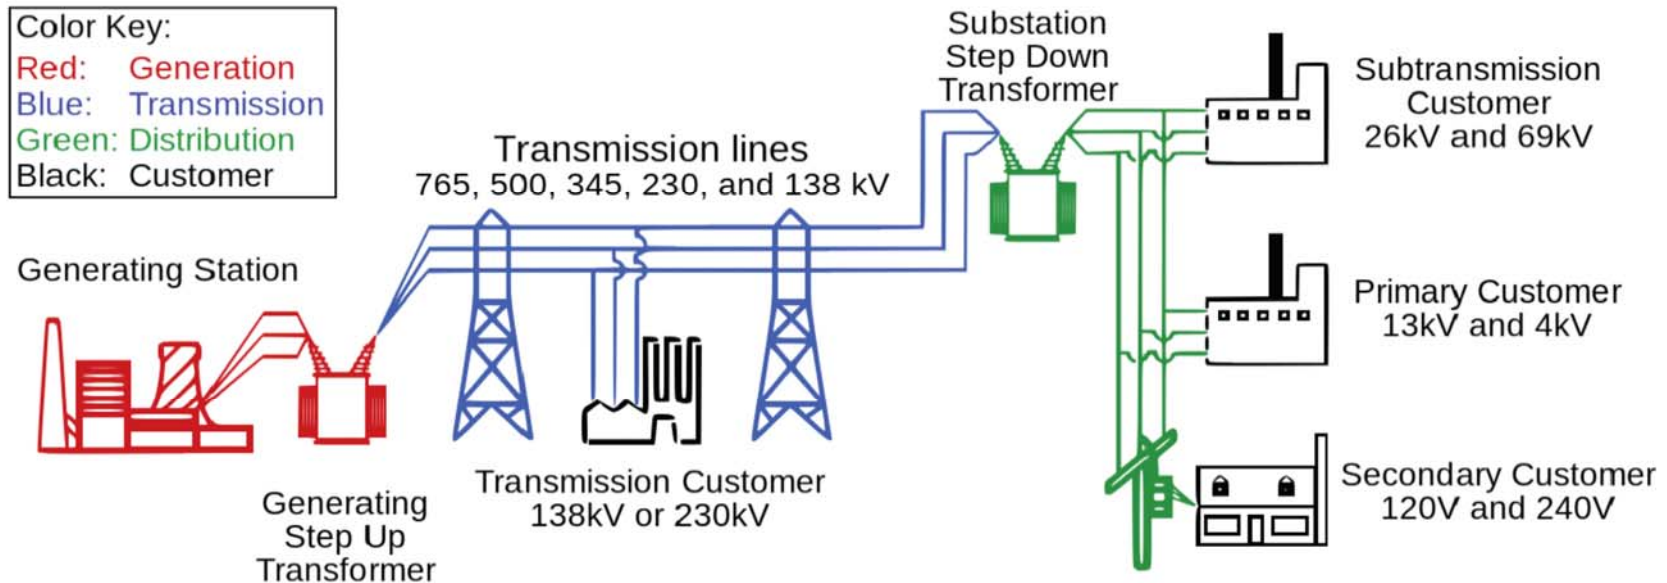 Color Key:
Red: Generation
Blue: Transmission
Green: Distribution
Black: Customer
Substation
Step Down
Transformer
Subtransmission
Customer
26kV and 69kV
Transmission lines
765, 500, 345, 230, and 138 kV
Generating Station
Primary Customer
13kV and 4kV
Transmission Customer
138kV or 230kV
Secondary Customer
120V and 240V
Generating
Step Up
Transformer